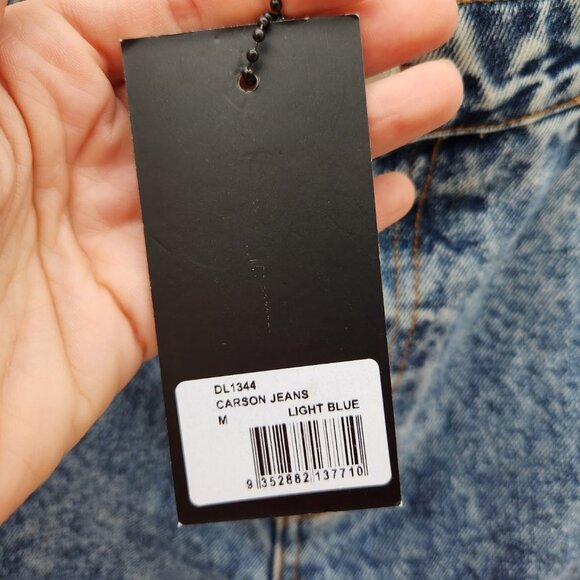 DL1344
CARSON JEANS
M LIGHT BLUE
9 352882 137710